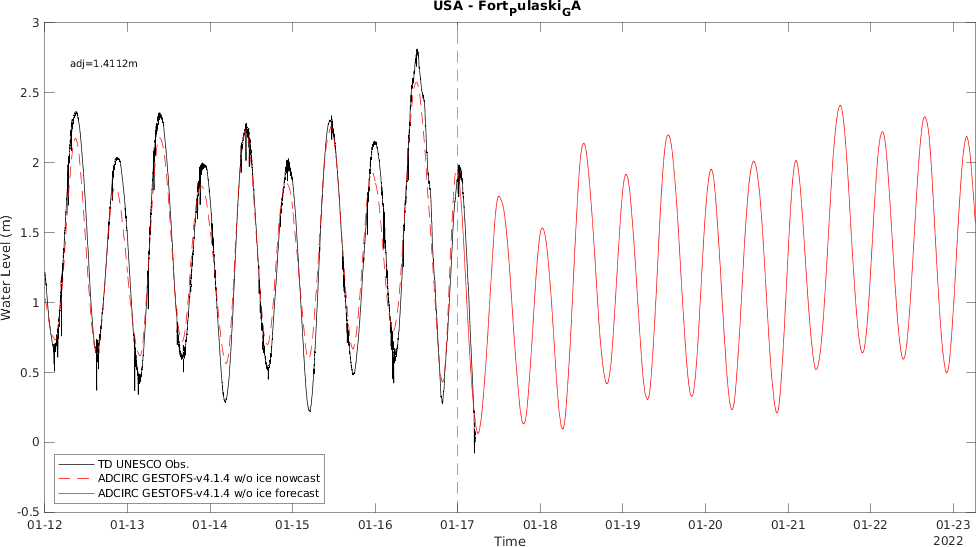 USA - Fort_Pulaski_GA
adj=1.4112m
3
2.5
2
1.5
1
0.5
0
-0.5
Water Level (m)
TD UNESCO Obs.
ADCIRC GESTOFS-v4.1.4 w/o ice nowcast
ADCIRC GESTOFS-v4.1.4 w/o ice forecast
01-12 01-13 01-14 01-15 01-16 01-17 01-18 01-19 01-20 01-21 01-22 01-23
Time
2022